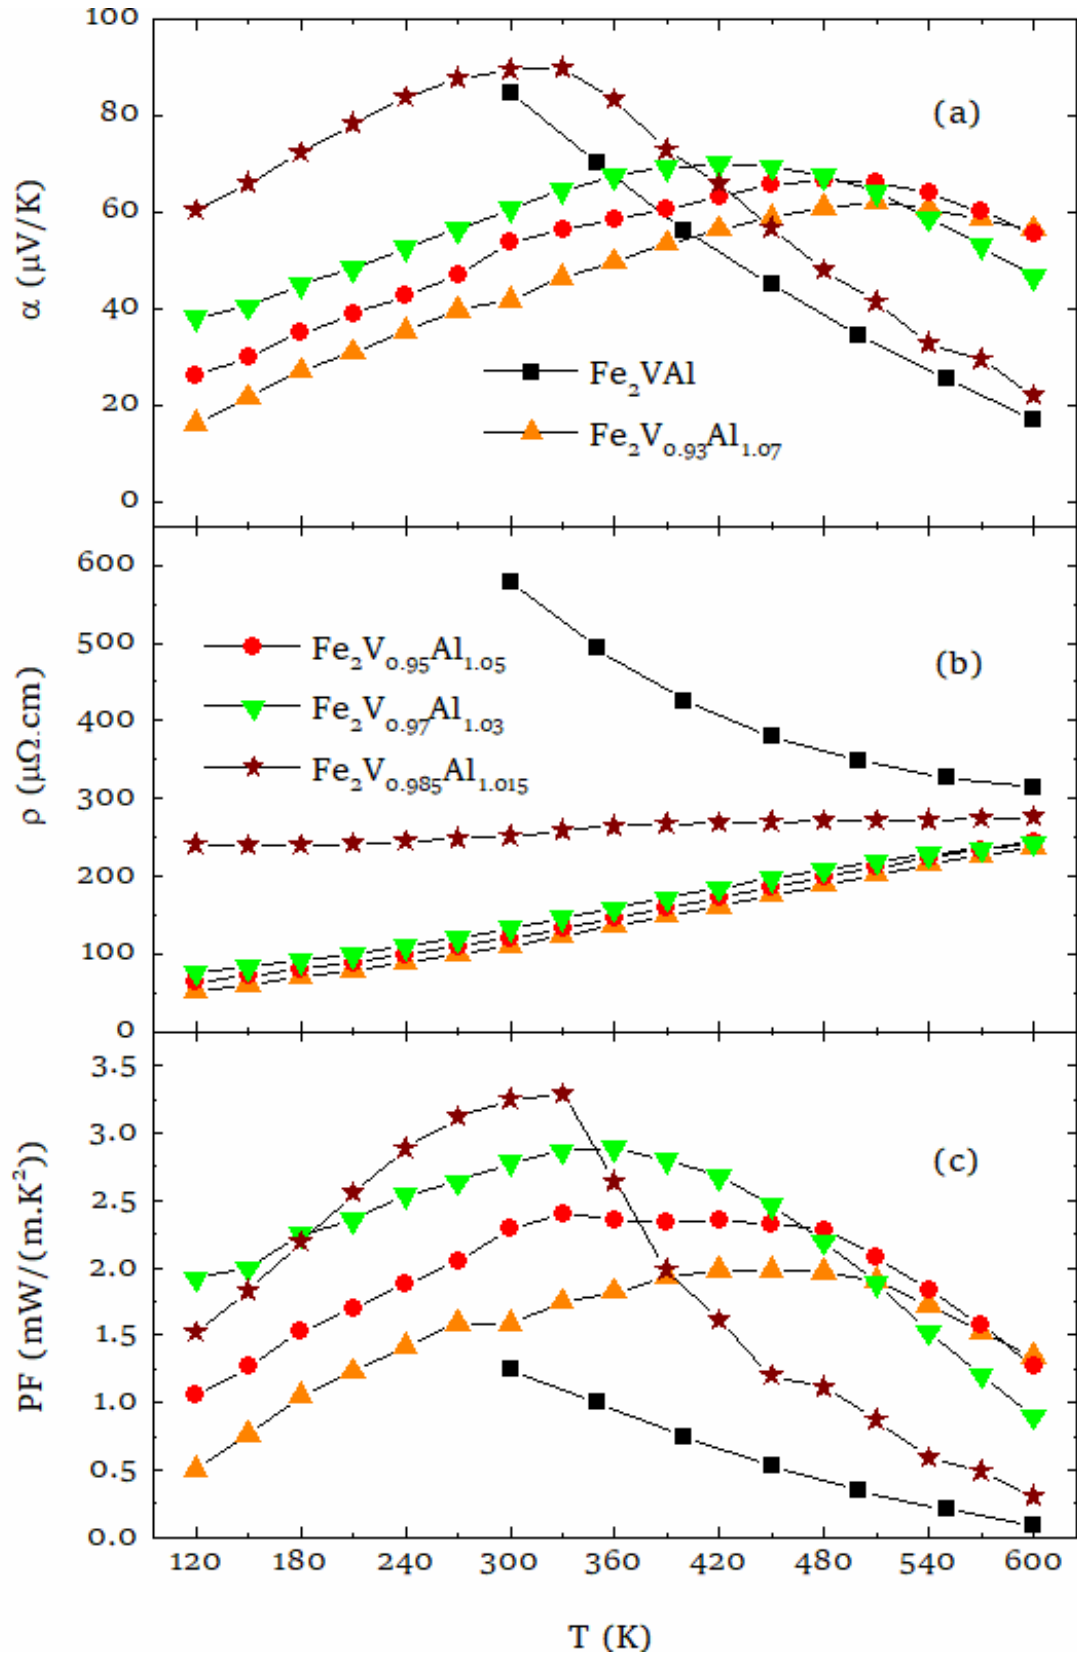 100
80
60
40
20
0
α (μV/K)
(a)
Fe₂VAl
Fe₂V₀.₉₃Al₁.₀₇
600
500
400
300
200
100
0
ρ (μΩ.cm)
(b)
Fe₂V₀.₉₅Al₁.₀₅
Fe₂V₀.₉₇Al₁.₀₃
Fe₂V₀.₉₈₅Al₁.₀₁₅
3.5
3.0
2.5
2.0
1.5
1.0
0.5
0.0
PF (mW/(m.K²))
(c)
120 180 240 300 360 420 480 540 600
T (K)